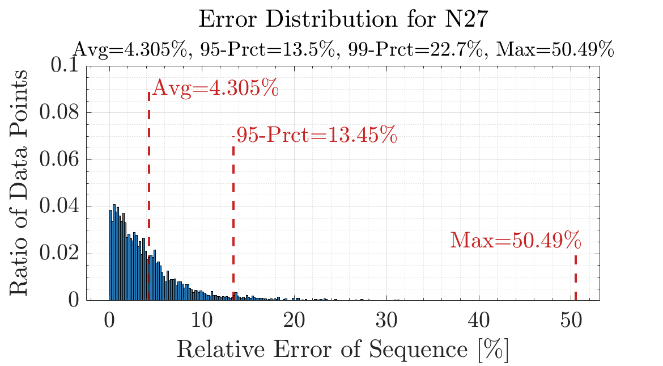 Error Distribution for N27
Avg=4.305%, 95-Prct=13.5%, 99-Prct=22.7%, Max=50.49%
Ratio of Data Points
0.1
0.08
0.06
0.04
0.02
0
Avg=4.305%
95-Prct=13.45%
Max=50.49%
0 10 20 30 40 50
Relative Error of Sequence [%]